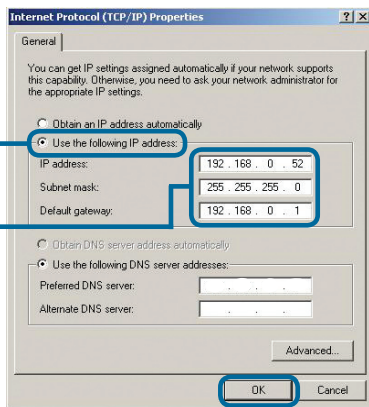 Internet Protocol (TCP/IP) Properties
General
You can get IP settings assigned automatically if your network supports
this capability. Otherwise, you need to ask your network administrator for
the appropriate IP settings.
Obtain an IP address automatically
Use the following IP address:
IP address: 192 . 168 . 0 . 52
Subnet mask: 255 . 255 . 255 . 0
Default gateway: 192 . 168 . 0 . 1
Obtain DNS server address automatically
Use the following DNS server addresses:
Preferred DNS server: . . .
Alternate DNS server: . . .
Advanced...
OK Cancel